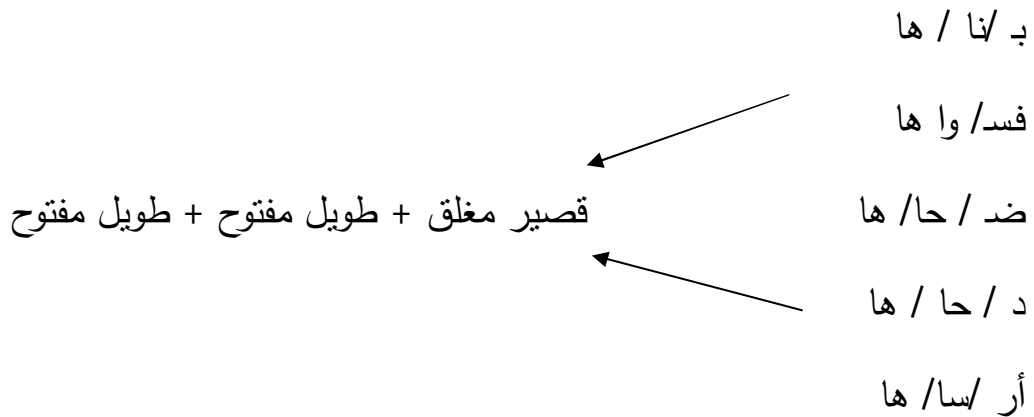 بـ /نا / ها
فسـ/ وا ها
ضـ / حا/ ها
قصير مغلق + طويل مفتوح + طويل مفتوح
د / حا / ها
أر /سا/ ها